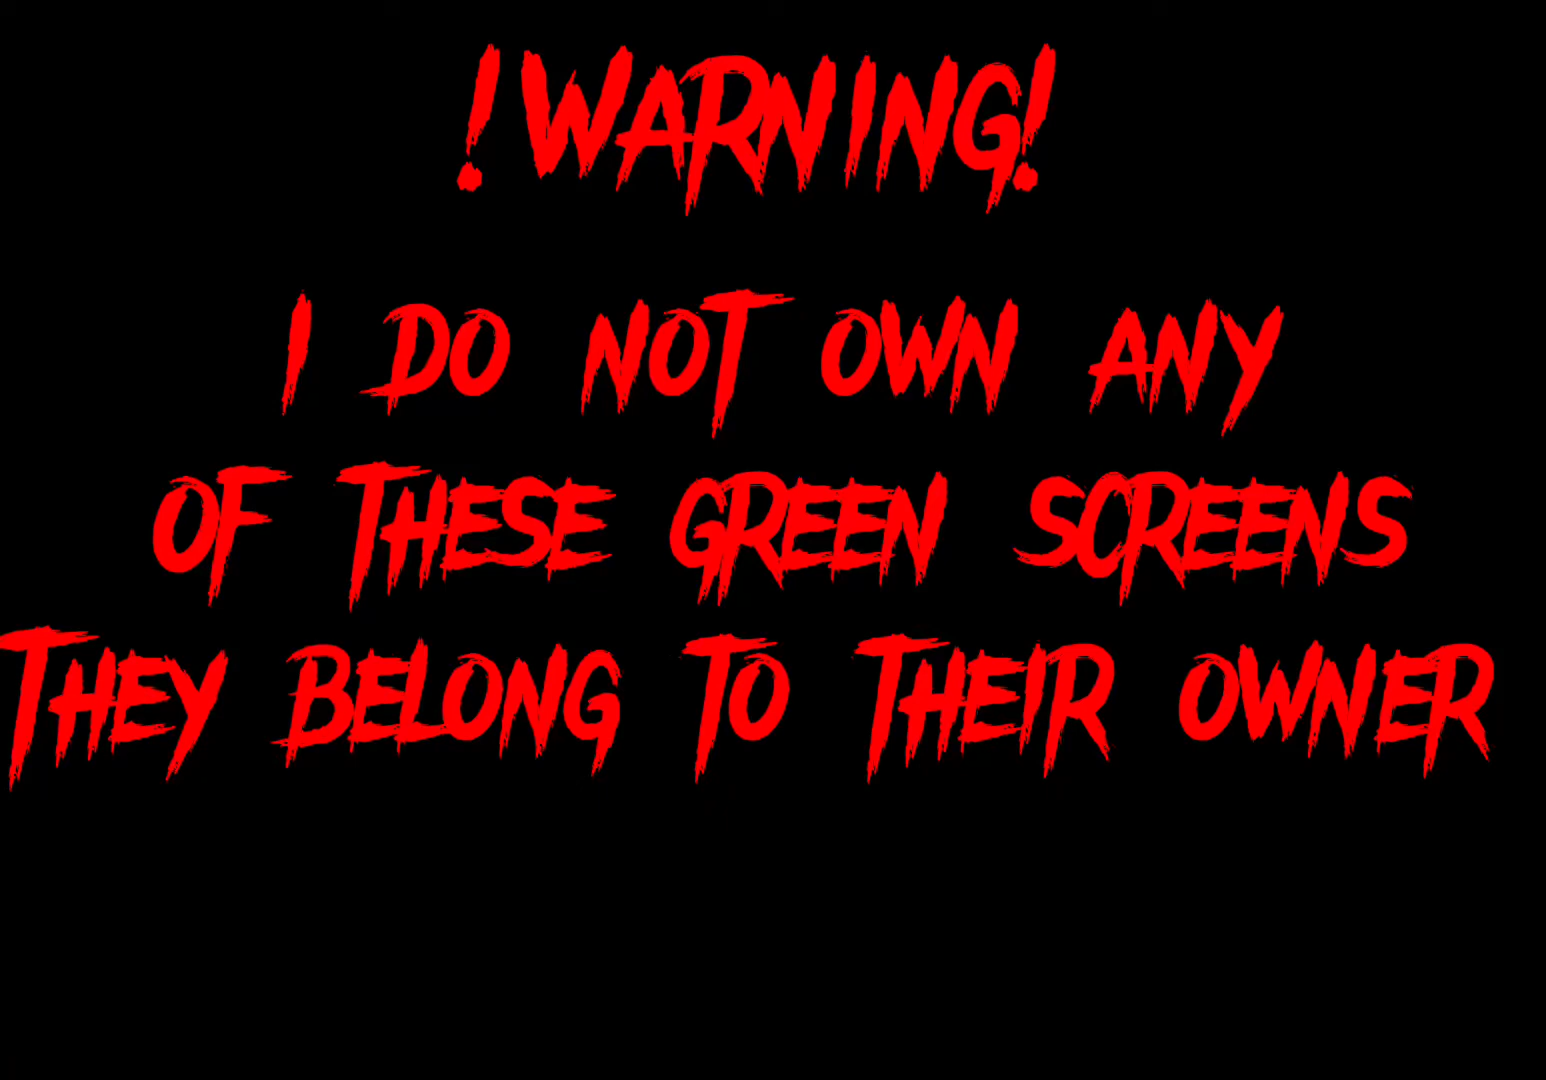 !WARNING!
I DO NOT OWN ANY
OF THESE GREEN SCREENS
THEY BELONG TO THEIR OWNER